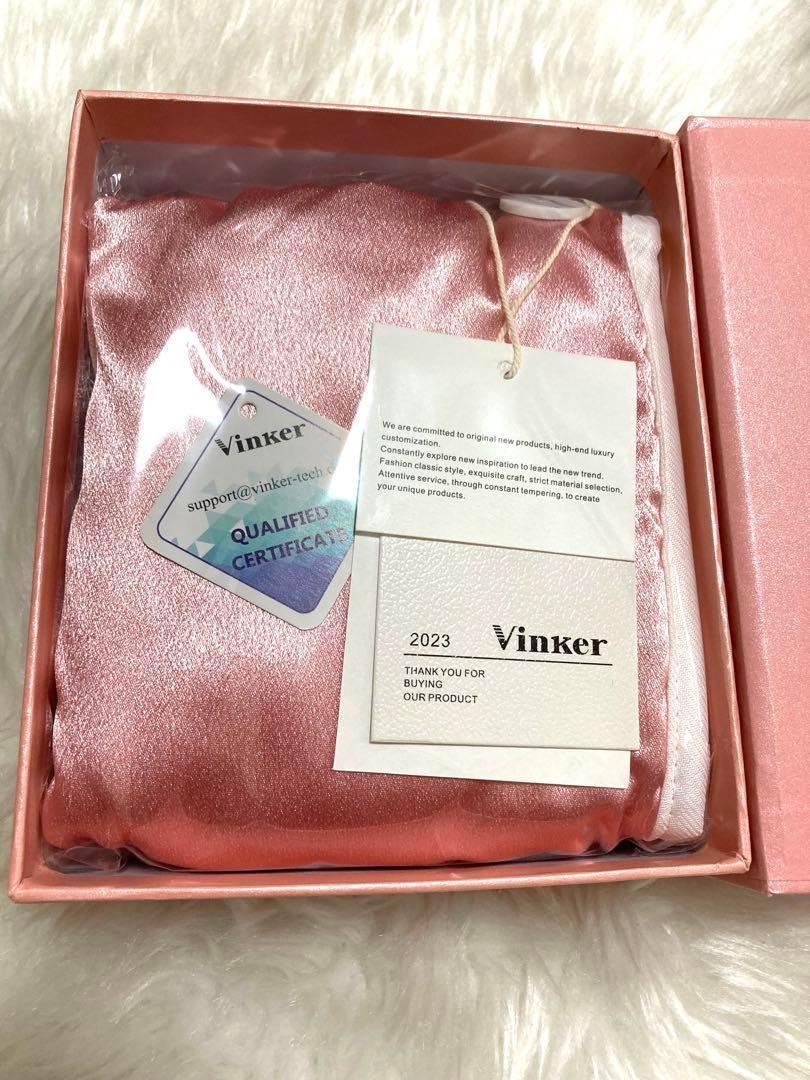 Vinker
support@vinker-tech.c
QUALIFIED
CERTIFICATE
We are committed to original new products, high-end luxury
customization.
Constantly explore new inspiration to lead the new trend.
Fashion classic style, exquisite craft, strict material selection,
Attentive service, through constant tempering, to create
your unique products.
2023 Vinker
THANK YOU FOR
BUYING
OUR PRODUCT